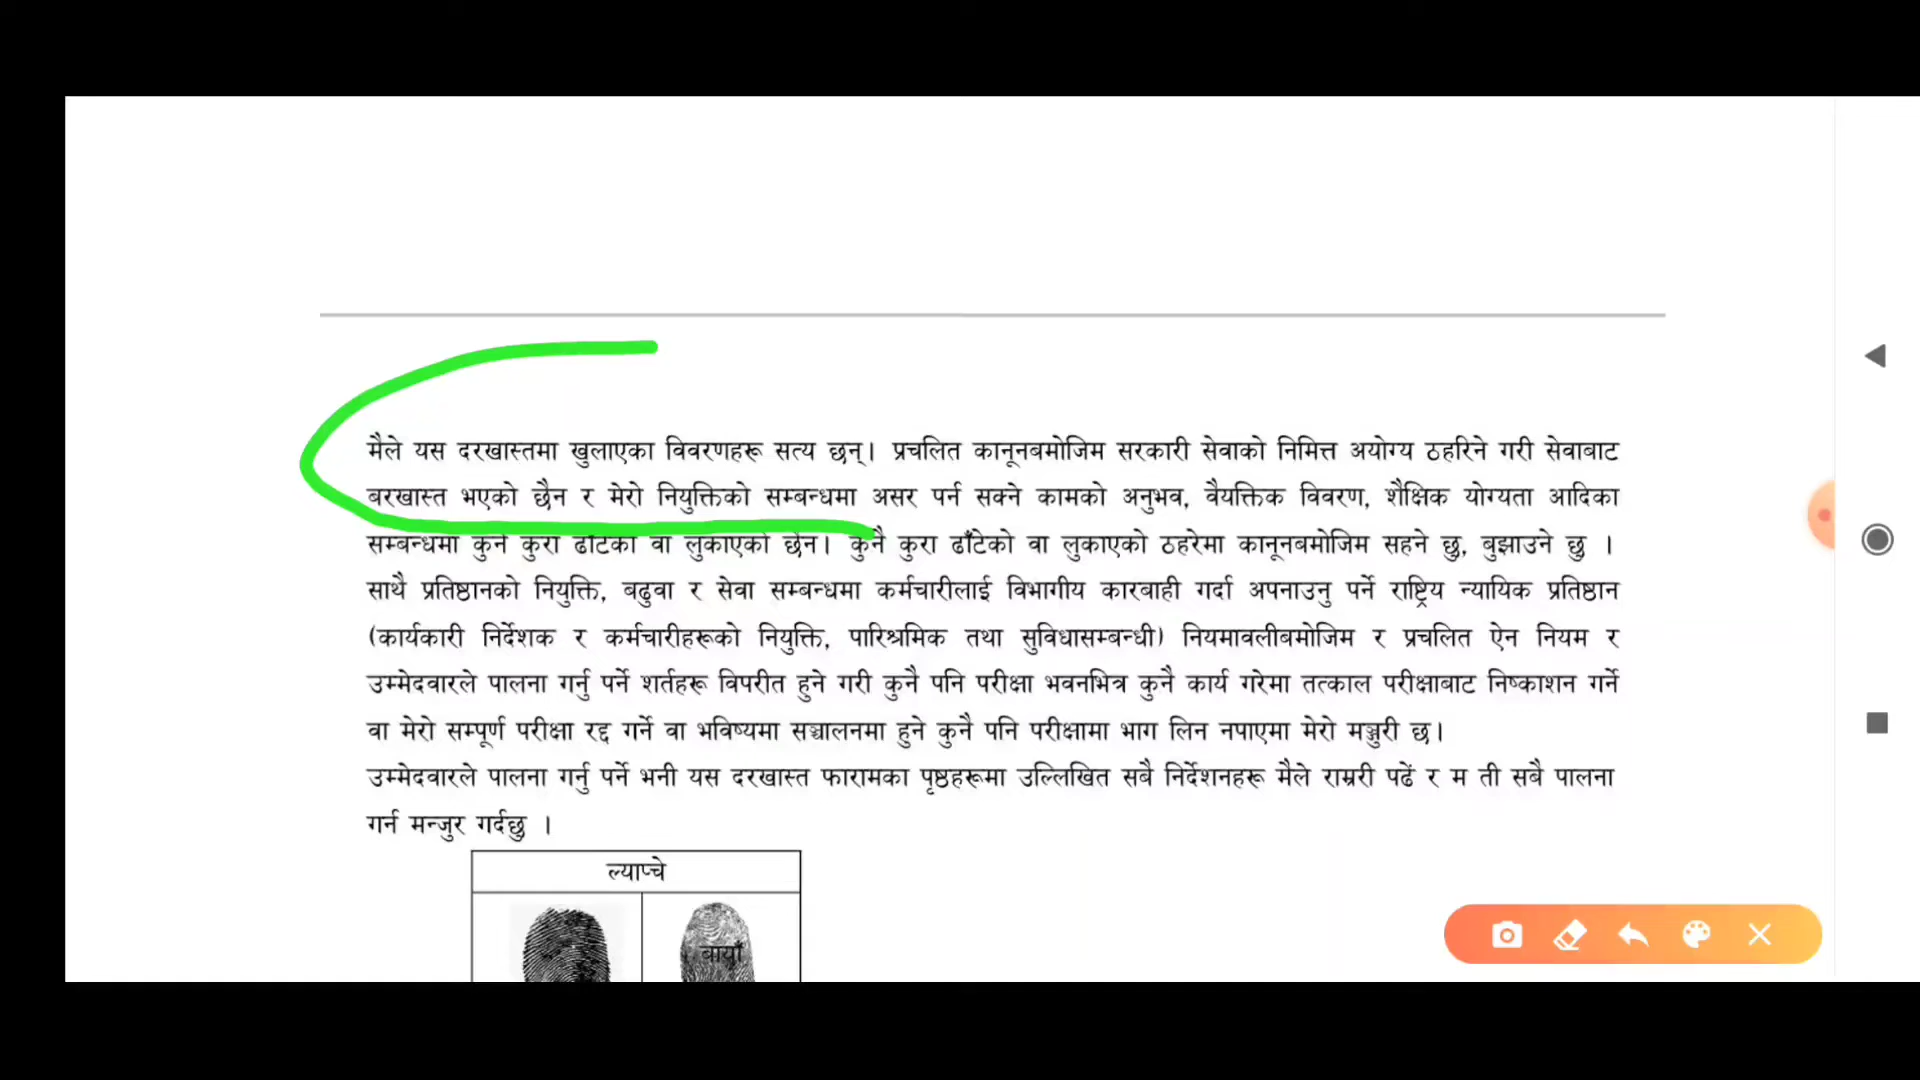 मैले यस दरखास्तमा खुलाएका विवरणहरू सत्य छन्। प्रचलित कानूनबमोजिम सरकारी सेवाको निमित्त अयोग्य ठहरिने गरी सेवाबाट
बरखास्त भएको छैन र मेरो नियुक्तिको सम्बन्धमा असर पर्न सक्ने कामको अनुभव, वैयक्तिक विवरण, शैक्षिक योग्यता आदिका
सम्बन्धमा कुनै कुरा ढाँटेको वा लुकाएको छैन। कुनै कुरा ढाँटेको वा लुकाएको ठहरेमा कानूनबमोजिम सहने छु, बुझाउने छु ।
साथै प्रतिष्ठानको नियुक्ति, बढुवा र सेवा सम्बन्धमा कर्मचारीलाई विभागीय कारबाही गर्दा अपनाउनु पर्ने राष्ट्रिय न्यायिक प्रतिष्ठान
(कार्यकारी निर्देशक र कर्मचारीहरूको नियुक्ति, पारिश्रमिक तथा सुविधासम्बन्धी) नियमावलीबमोजिम र प्रचलित ऐन नियम र
उम्मेदवारले पालना गर्नु पर्ने शर्तहरू विपरीत हुने गरी कुनै पनि परीक्षा भवनभित्र कुनै कार्य गरेमा तत्काल परीक्षाबाट निष्काशन गर्ने
वा मेरो सम्पूर्ण परीक्षा रद्द गर्ने वा भविष्यमा सञ्चालनमा हुने कुनै पनि परीक्षामा भाग लिन नपाएमा मेरो मञ्जुरी छ।
उम्मेदवारले पालना गर्नु पर्ने भनी यस दरखास्त फारामका पृष्ठहरूमा उल्लिखित सबै निर्देशनहरू मैले राम्ररी पढें र म ती सबै पालना
गर्न मन्जुर गर्दछु ।
ल्याप्चे
बायाँ